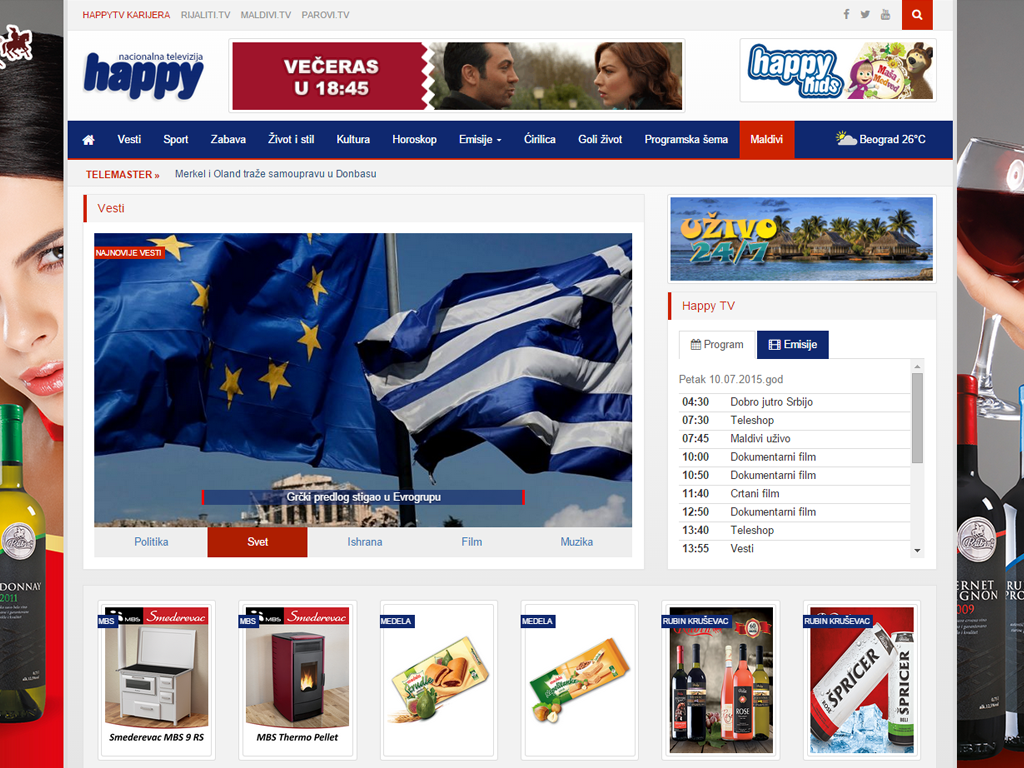 HAPPYTV KARIJERA RIJALITI.TV MALDIVI.TV PAROVI.TV
nacionalna televizija
happy
VEČERAS
U 18:45
happy
kids
Maša i
Medved
Vesti Sport Zabava Život i stil Kultura Horoskop Emisije Ćirilica Goli život Programska šema Maldivi Beograd 26°C
TELEMASTER » Merkel i Oland traže samoupravu u Donbasu
Vesti
NAJNOVIJE VESTI
Grčki predlog stigao u Evrogrupu
Politika Svet Ishrana Film Muzika
UŽIVO
24/7
Happy TV
Program Emisije
Petak 10.07.2015.god
04:30 Dobro jutro Srbijo
07:30 Teleshop
07:45 Maldivi uživo
10:00 Dokumentarni film
10:50 Dokumentarni film
11:40 Crtani film
12:50 Dokumentarni film
13:40 Teleshop
13:55 Vesti
DONNAY
2011
ERNET
IGNON
009
MBS
MBS Smederevac
Smederevac MBS 9 RS
MBS
MBS Smederevac
MBS Thermo Pellet
MEDELA
MEDELA
RUBIN KRUŠEVAC
ROSE
RUBIN KRUŠEVAC
ŠPRICER
ŠPRICER
BELI